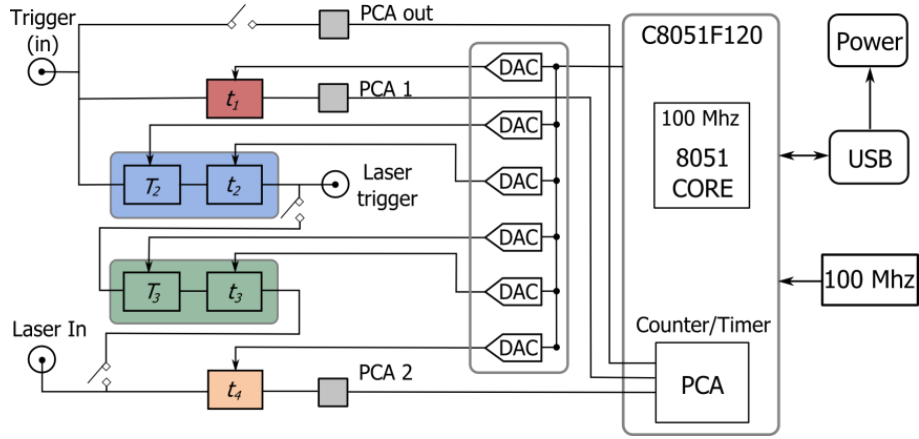 Trigger
(in)
PCA out
DAC
C8051F120
Power
t1
PCA 1
DAC
100 Mhz
8051
CORE
USB
T2
t2
Laser
trigger
DAC
DAC
T3
t3
DAC
100 Mhz
Laser In
Counter/Timer
DAC
t4
PCA 2
PCA